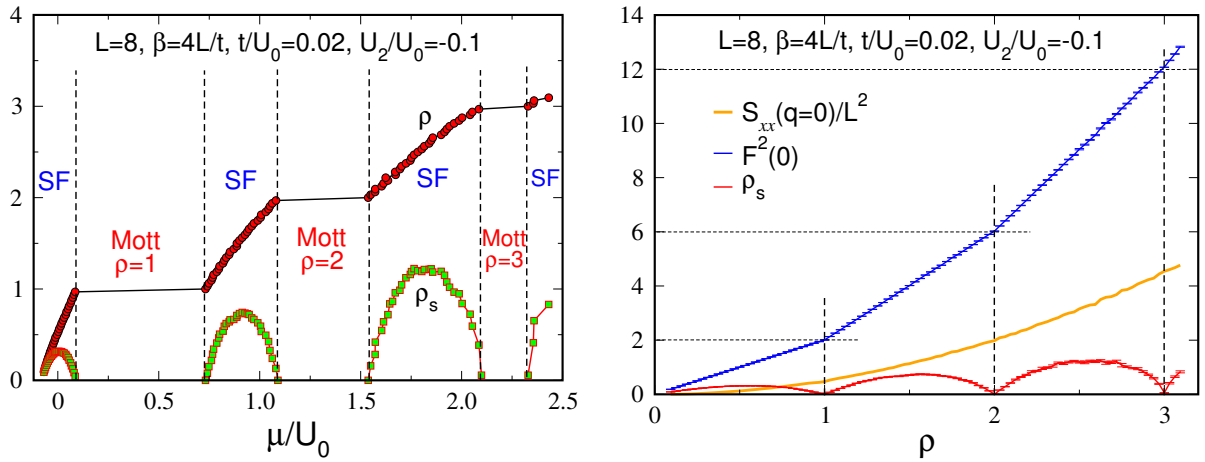 L=8, β=4L/t, t/U₀=0.02, U₂/U₀=-0.1
4
3
2
1
0
ρ
SF
SF
SF
SF
Mott
ρ=1
Mott
ρ=2
Mott
ρ=3
ρₛ
0
0.5
1.0
1.5
2.0
2.5
μ/U₀
L=8, β=4L/t, t/U₀=0.02, U₂/U₀=-0.1
14
12
10
8
6
4
2
0
Sₓₓ(q=0)/L²
F²(0)
ρₛ
0
1
2
3
ρ